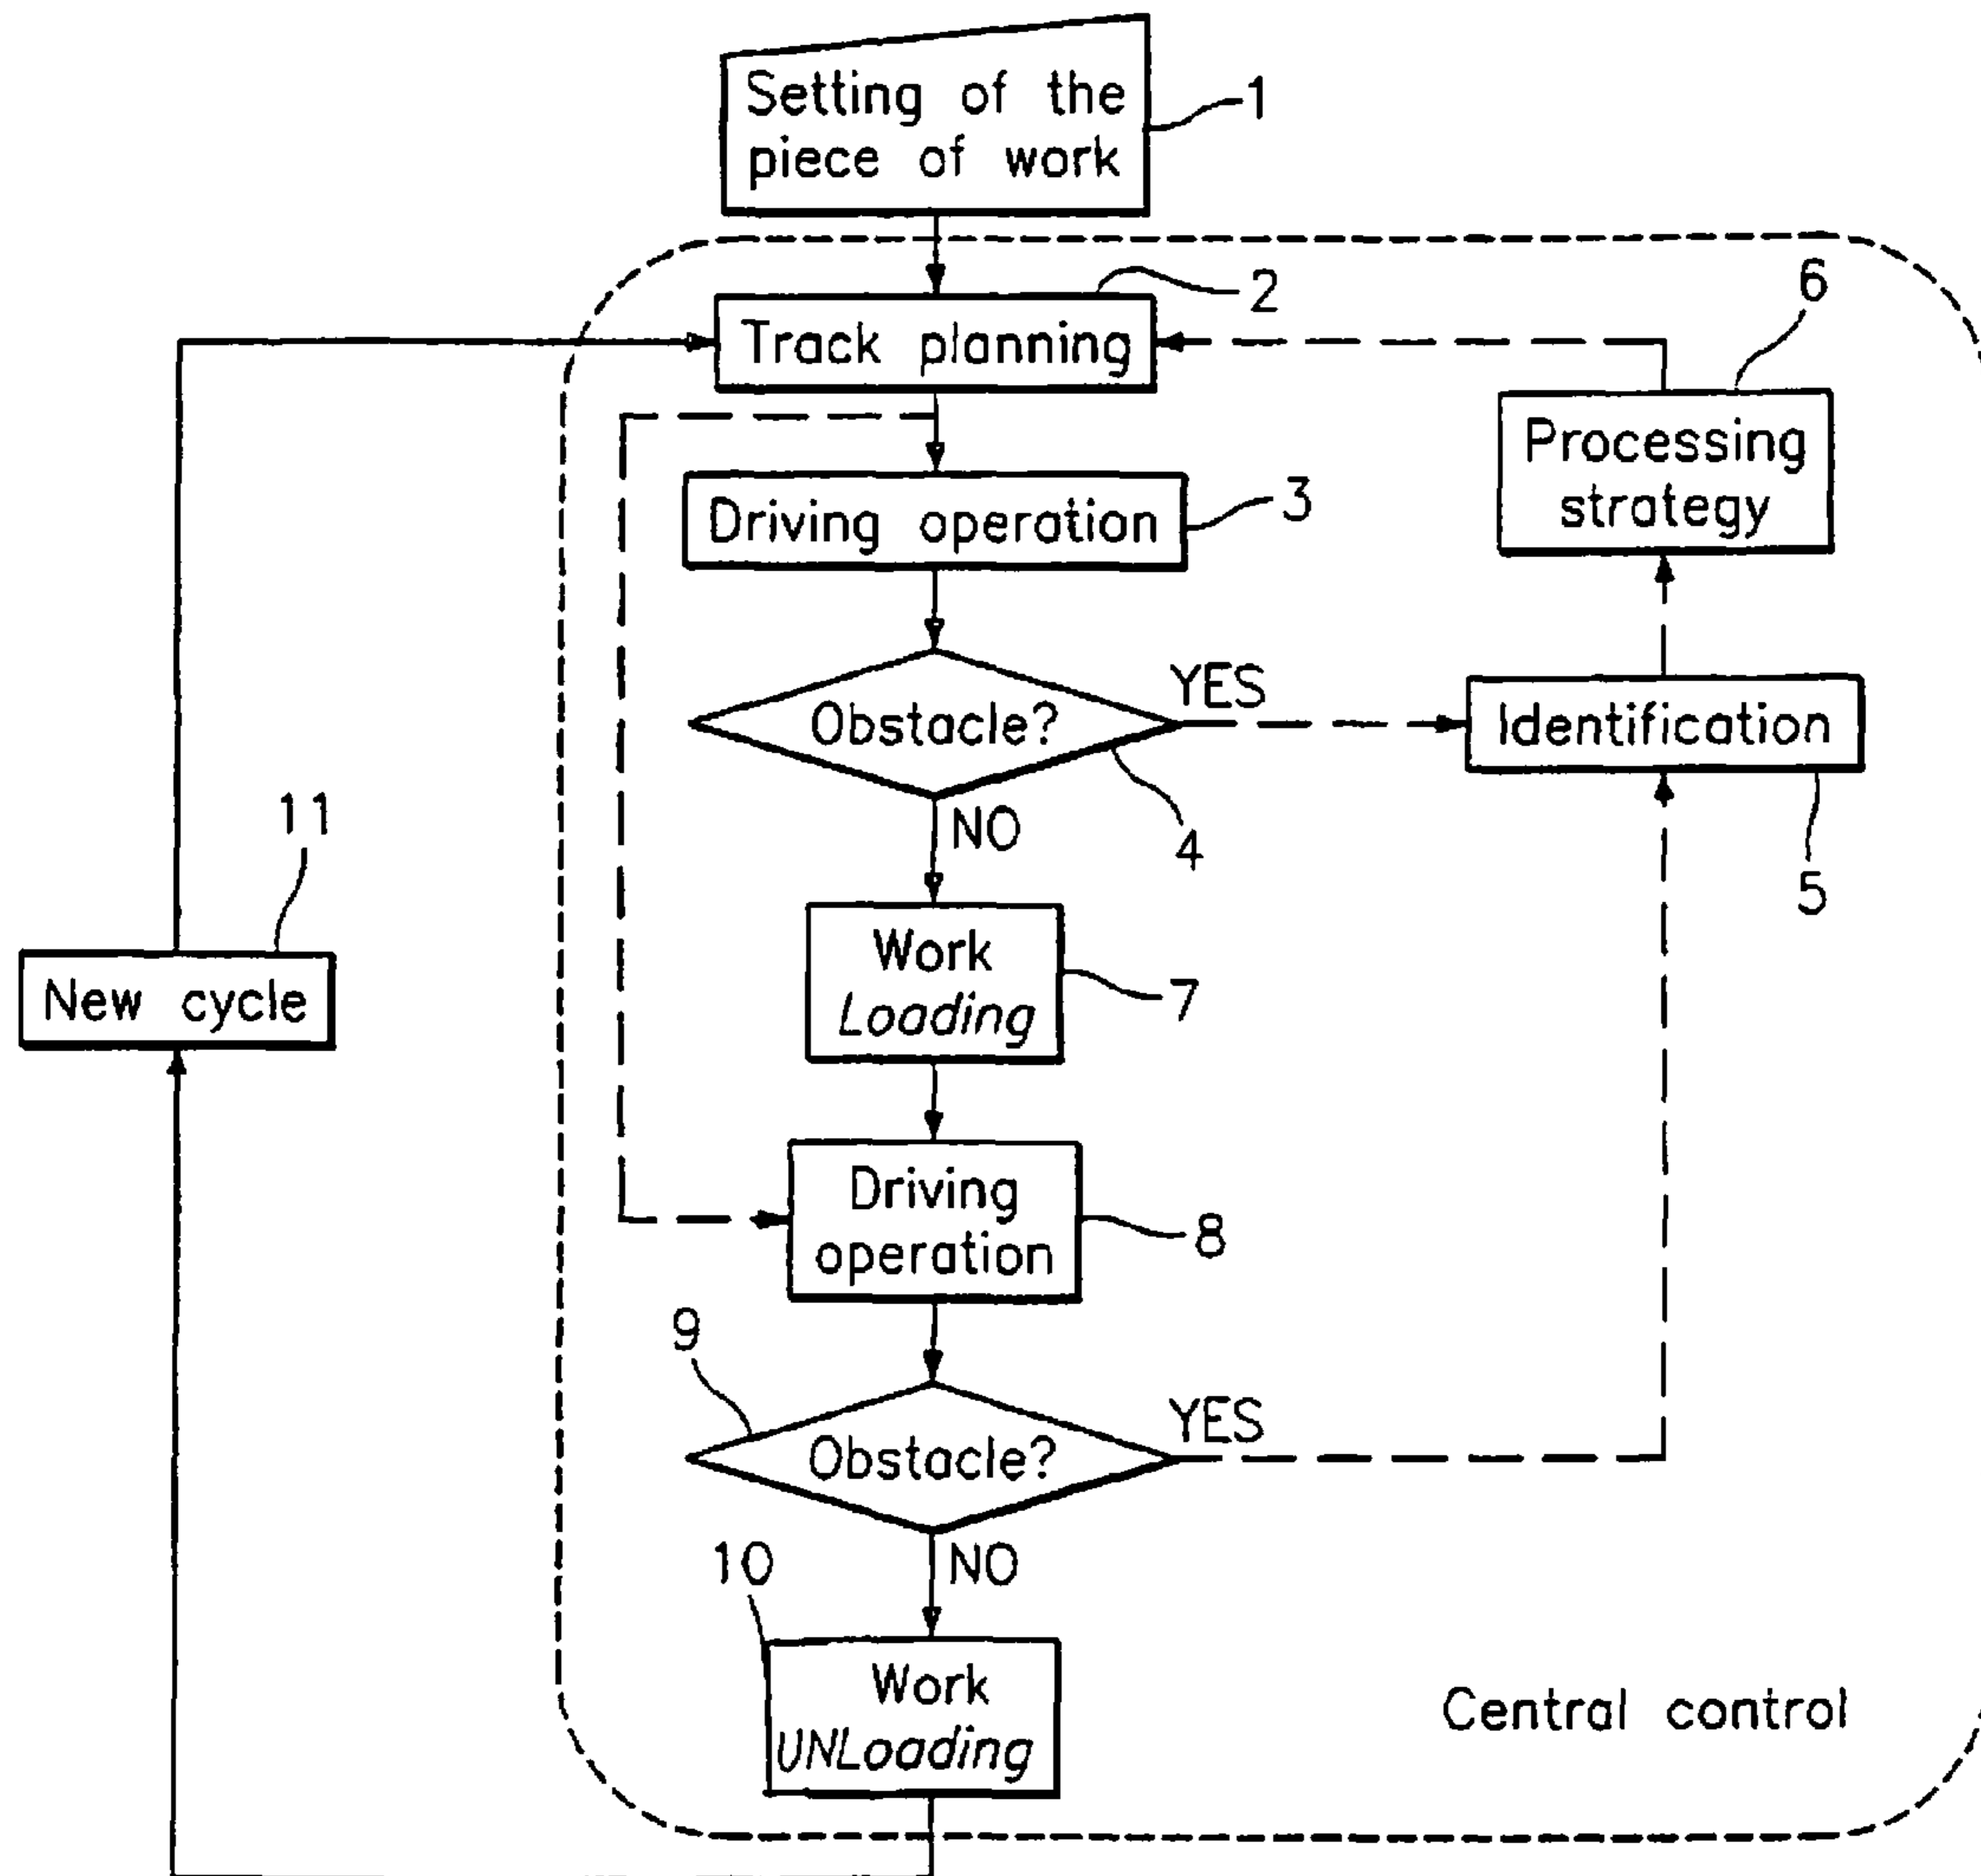 Setting of the
piece of work
1
Track planning
2
6
Processing
strategy
Driving operation
3
Obstacle?
YES
Identification
NO
4
5
11
Work
Loading
7
New cycle
Driving
operation
8
9
Obstacle?
YES
10
NO
Work
UNLoading
Central control